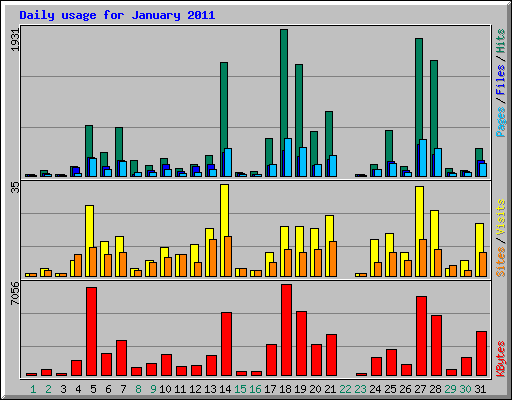 Daily usage for January 2011
1931
Pages / Files / Hits
35
Sites / Visits
7056
KBytes
1 2 3 4 5 6 7 8 9 10 11 12 13 14 15 16 17 18 19 20 21 22 23 24 25 26 27 28 29 30 31